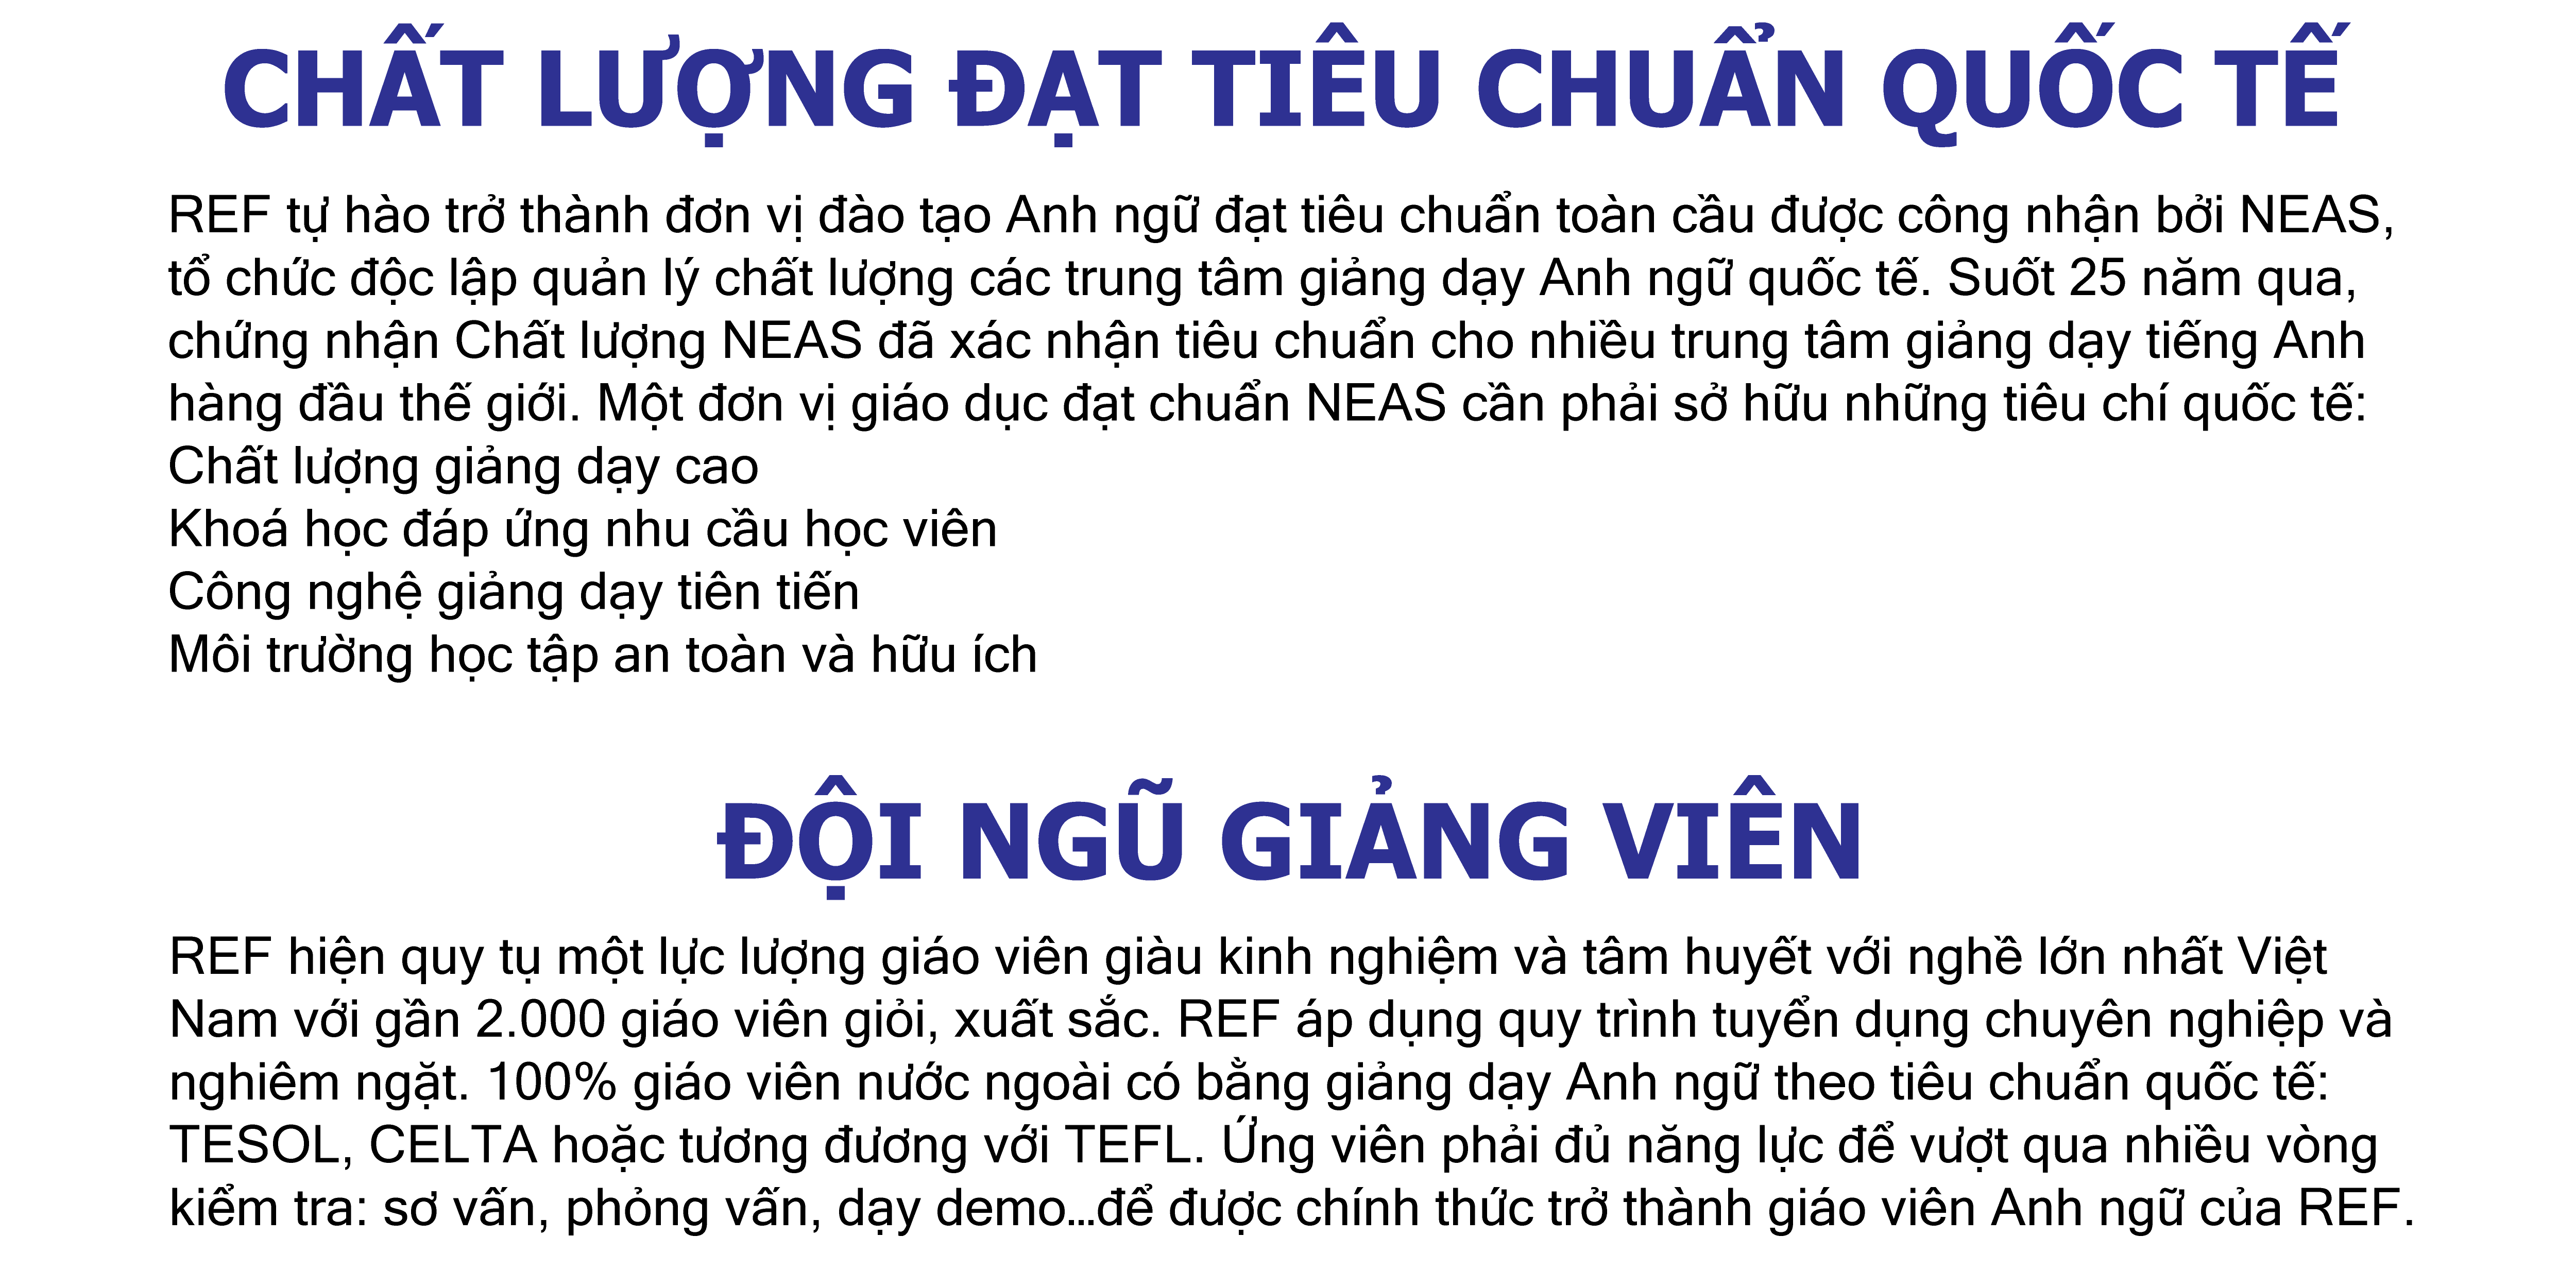 CHẤT LƯỢNG ĐẠT TIÊU CHUẨN QUỐC TẾ
REF tự hào trở thành đơn vị đào tạo Anh ngữ đạt tiêu chuẩn toàn cầu được công nhận bởi NEAS,
tổ chức độc lập quản lý chất lượng các trung tâm giảng dạy Anh ngữ quốc tế. Suốt 25 năm qua,
chứng nhận Chất lượng NEAS đã xác nhận tiêu chuẩn cho nhiều trung tâm giảng dạy tiếng Anh
hàng đầu thế giới. Một đơn vị giáo dục đạt chuẩn NEAS cần phải sở hữu những tiêu chí quốc tế:
Chất lượng giảng dạy cao
Khoá học đáp ứng nhu cầu học viên
Công nghệ giảng dạy tiên tiến
Môi trường học tập an toàn và hữu ích
ĐỘI NGŨ GIẢNG VIÊN
REF hiện quy tụ một lực lượng giáo viên giàu kinh nghiệm và tâm huyết với nghề lớn nhất Việt
Nam với gần 2.000 giáo viên giỏi, xuất sắc. REF áp dụng quy trình tuyển dụng chuyên nghiệp và
nghiêm ngặt. 100% giáo viên nước ngoài có bằng giảng dạy Anh ngữ theo tiêu chuẩn quốc tế:
TESOL, CELTA hoặc tương đương với TEFL. Ứng viên phải đủ năng lực để vượt qua nhiều vòng
kiểm tra: sơ vấn, phỏng vấn, dạy demo...để được chính thức trở thành giáo viên Anh ngữ của REF.